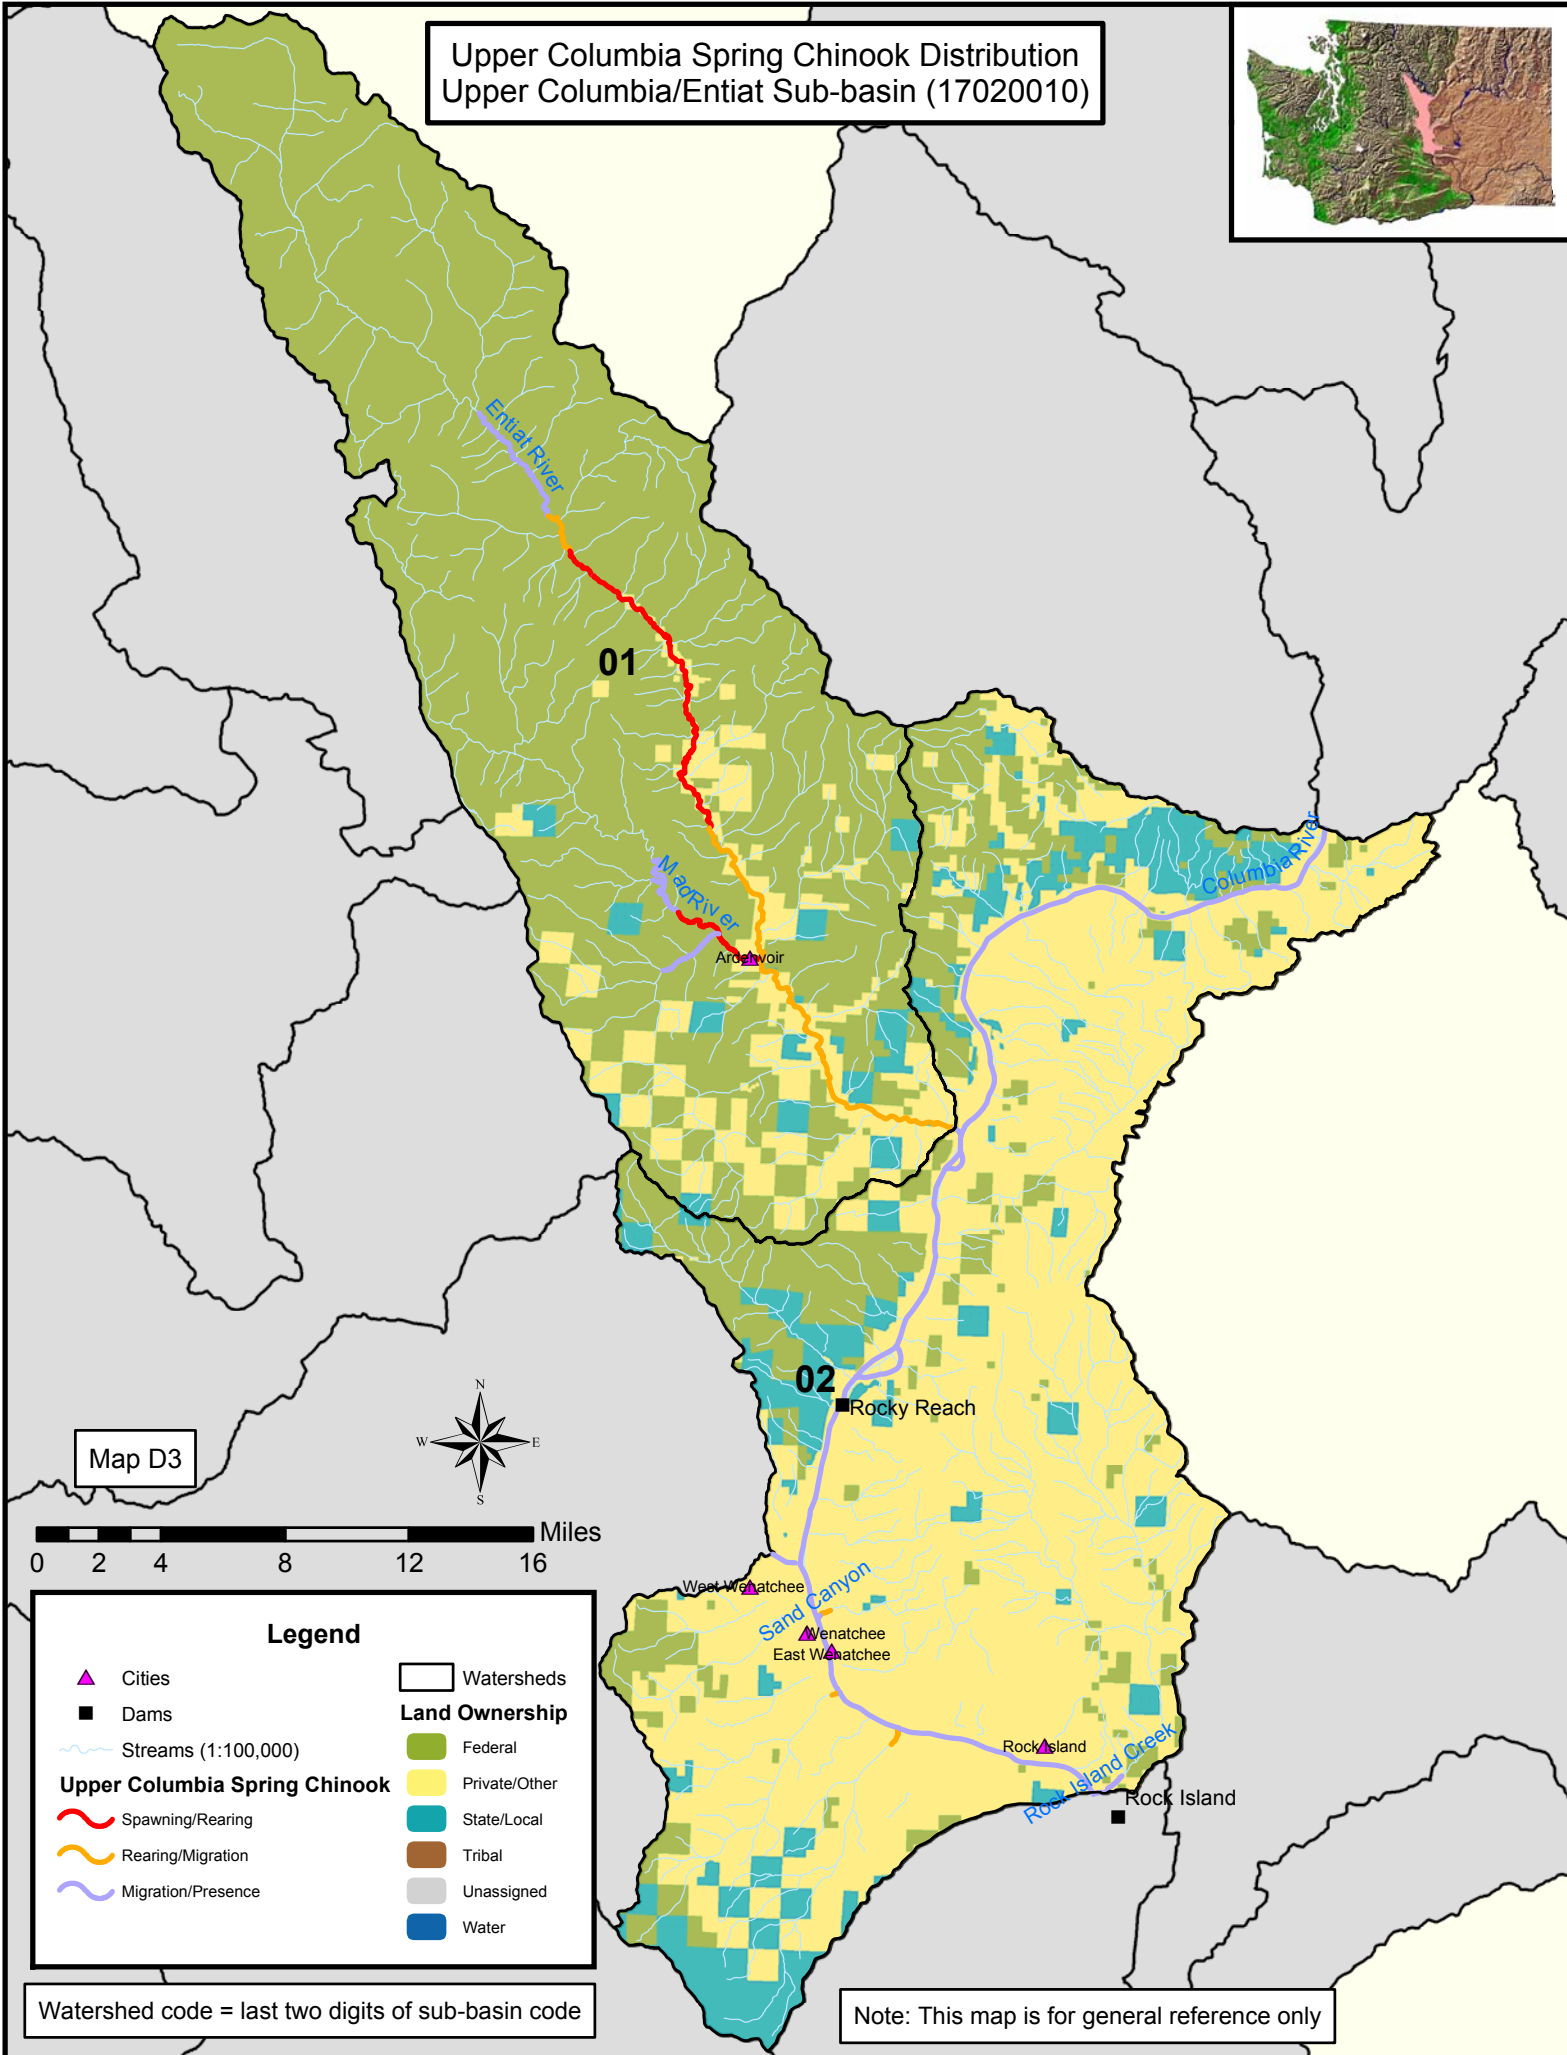 Upper Columbia Spring Chinook Distribution
Upper Columbia/Entiat Sub-basin (17020010)
Entiat River
01
Columbia River
Mad River
Ardenvoir
02
Rocky Reach
N
W
E
S
Map D3
Miles
0 2 4 8 12 16
West Wenatchee
Sand Canyon
Wenatchee
East Wenatchee
Rock Island
Rock Island Creek
Rock Island
Legend
Cities
Dams
Streams (1:100,000)
Upper Columbia Spring Chinook
Spawning/Rearing
Rearing/Migration
Migration/Presence
Watersheds
Land Ownership
Federal
Private/Other
State/Local
Tribal
Unassigned
Water
Watershed code = last two digits of sub-basin code
Note: This map is for general reference only